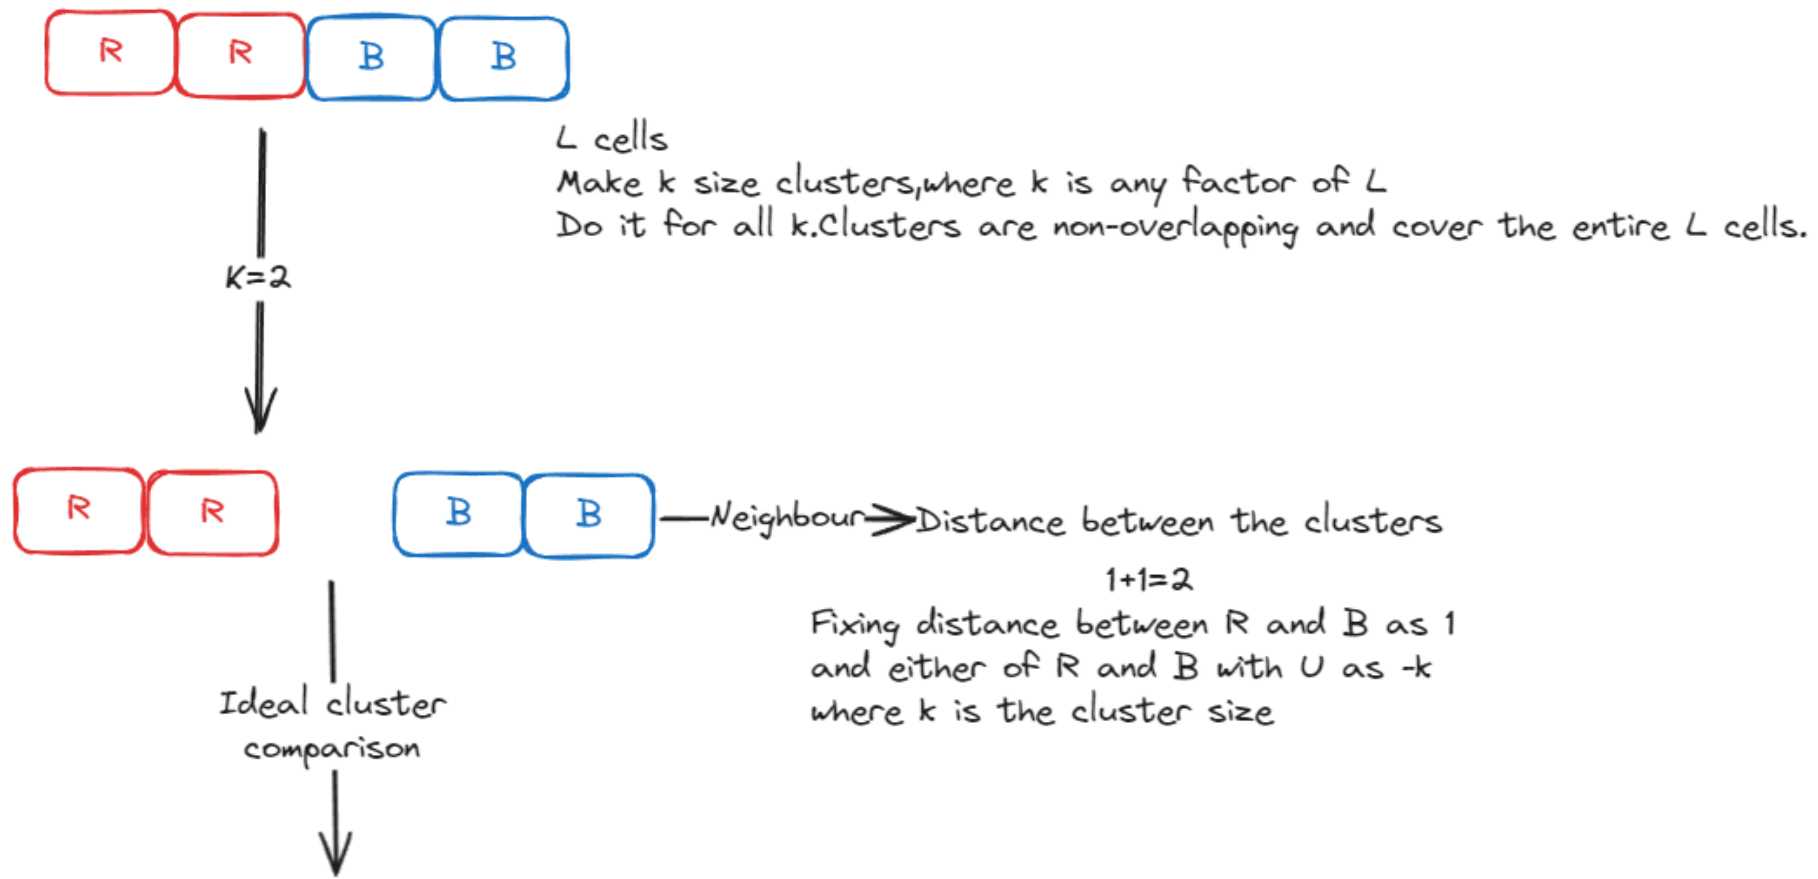 R R B B
L cells
Make k size clusters,where k is any factor of L
Do it for all k.Clusters are non-overlapping and cover the entire L cells.
K=2
R R B B Neighbour Distance between the clusters
1+1=2
Fixing distance between R and B as 1
and either of R and B with U as -k
where k is the cluster size
Ideal cluster
comparison